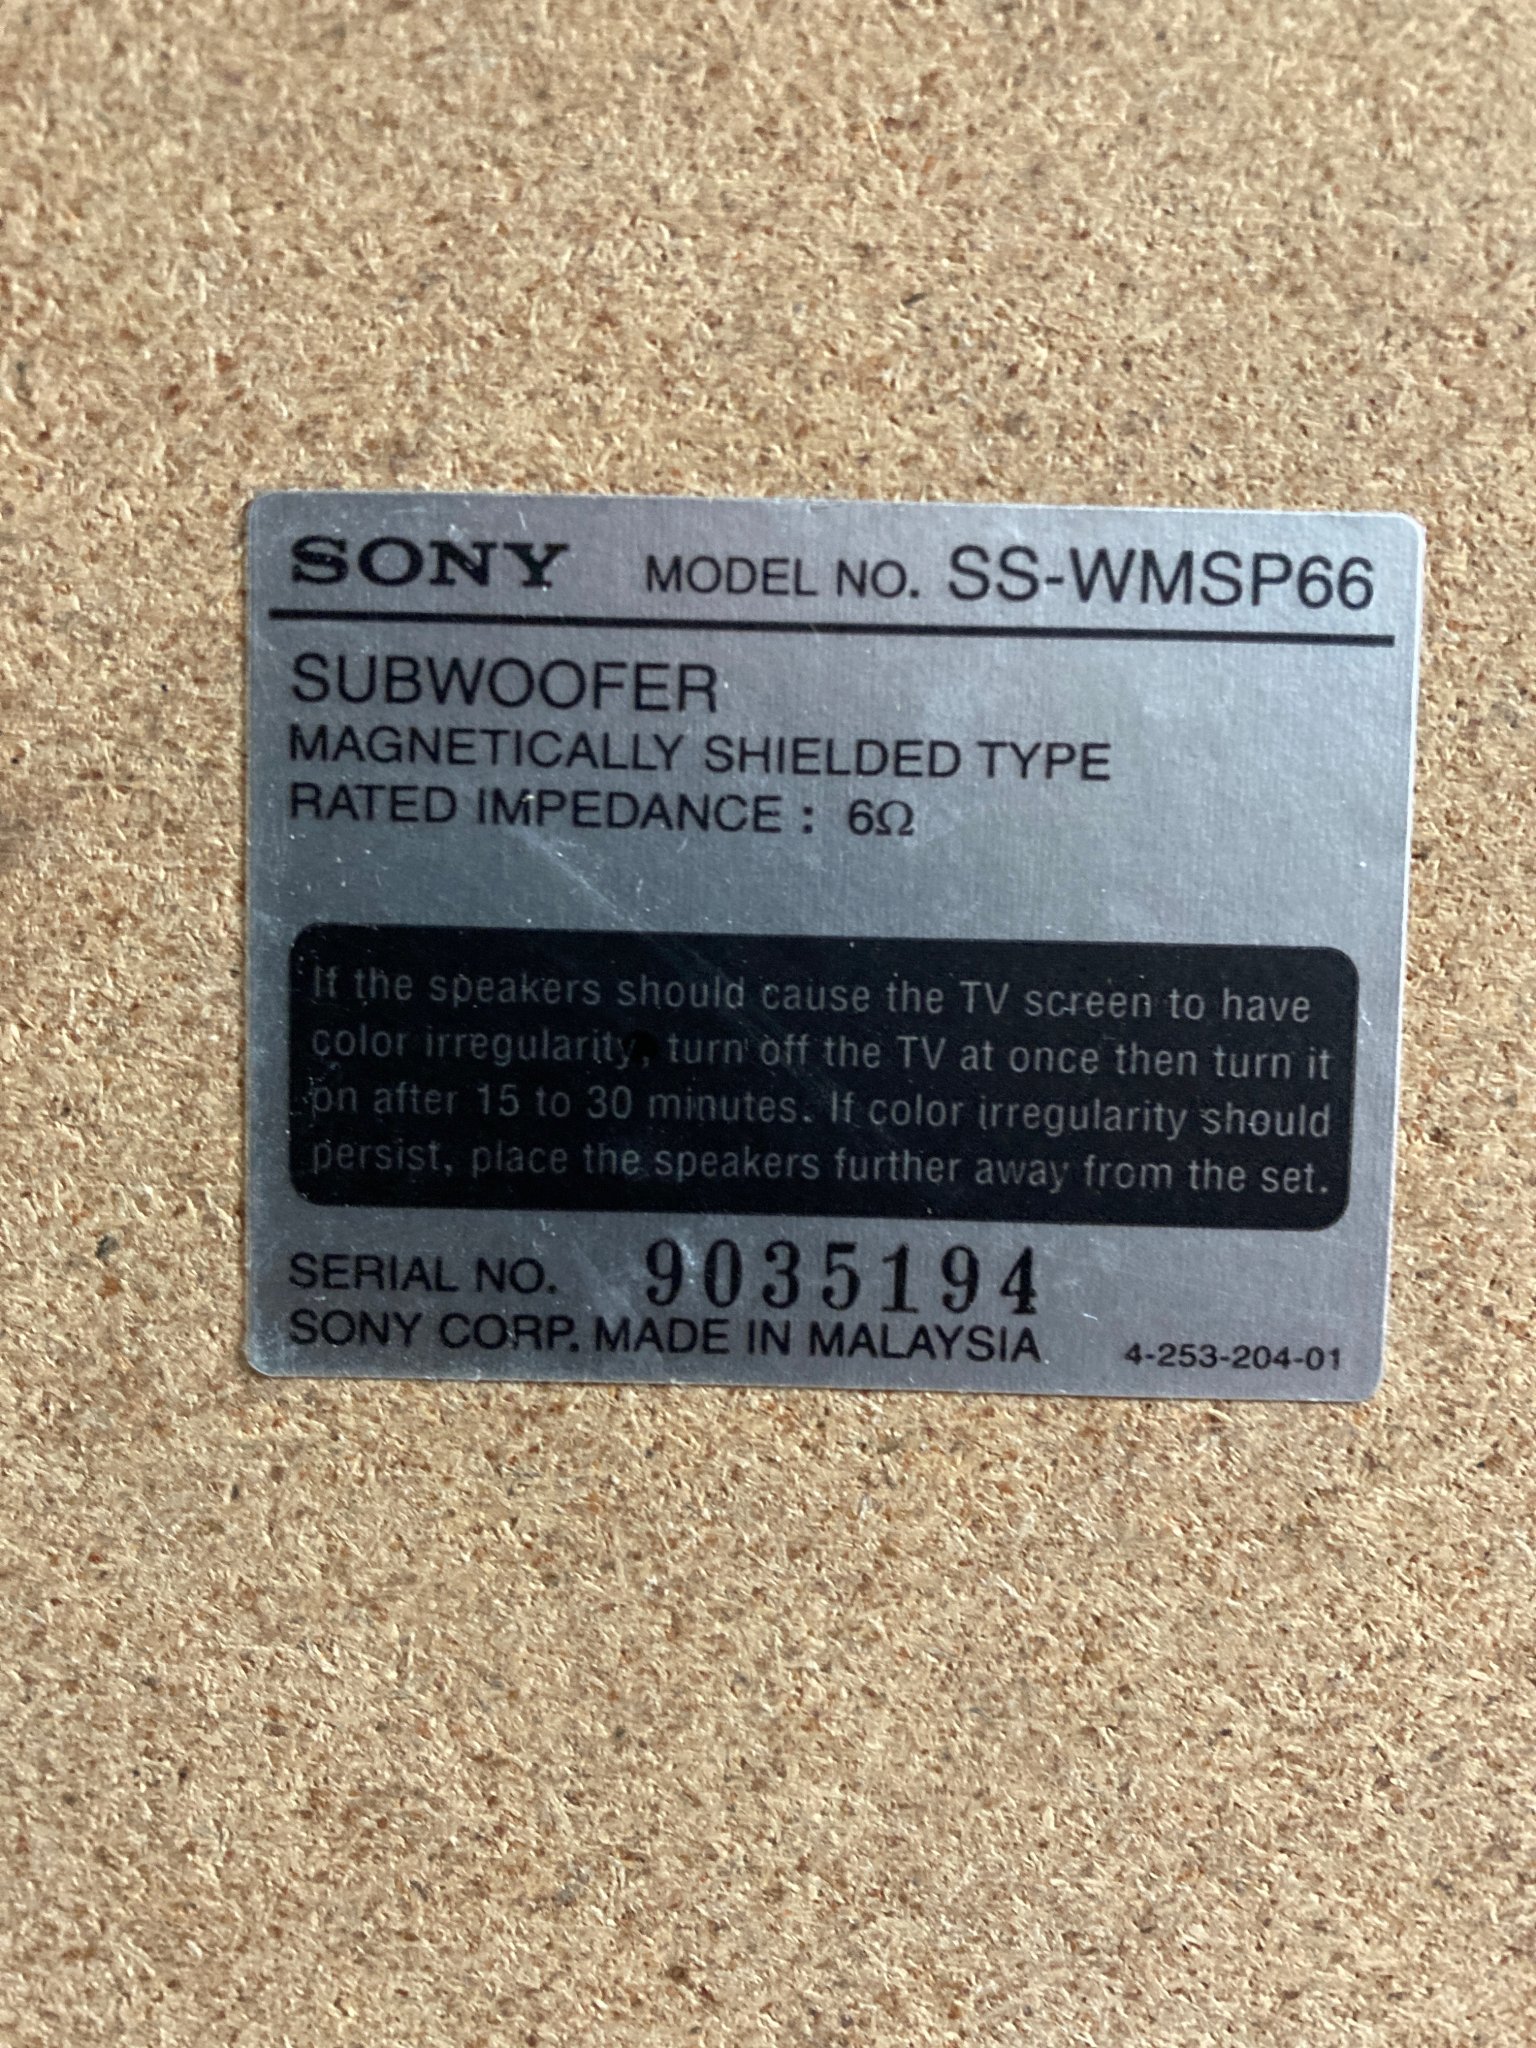 SONY MODEL NO. SS-WMSP66
SUBWOOFER
MAGNETICALLY SHIELDED TYPE
RATED IMPEDANCE : 6Ω
If the speakers should cause the TV screen to have
color irregularity, turn off the TV at once then turn it
on after 15 to 30 minutes. If color irregularity should
persist, place the speakers further away from the set.
SERIAL NO. 9035194
SONY CORP. MADE IN MALAYSIA 4-253-204-01